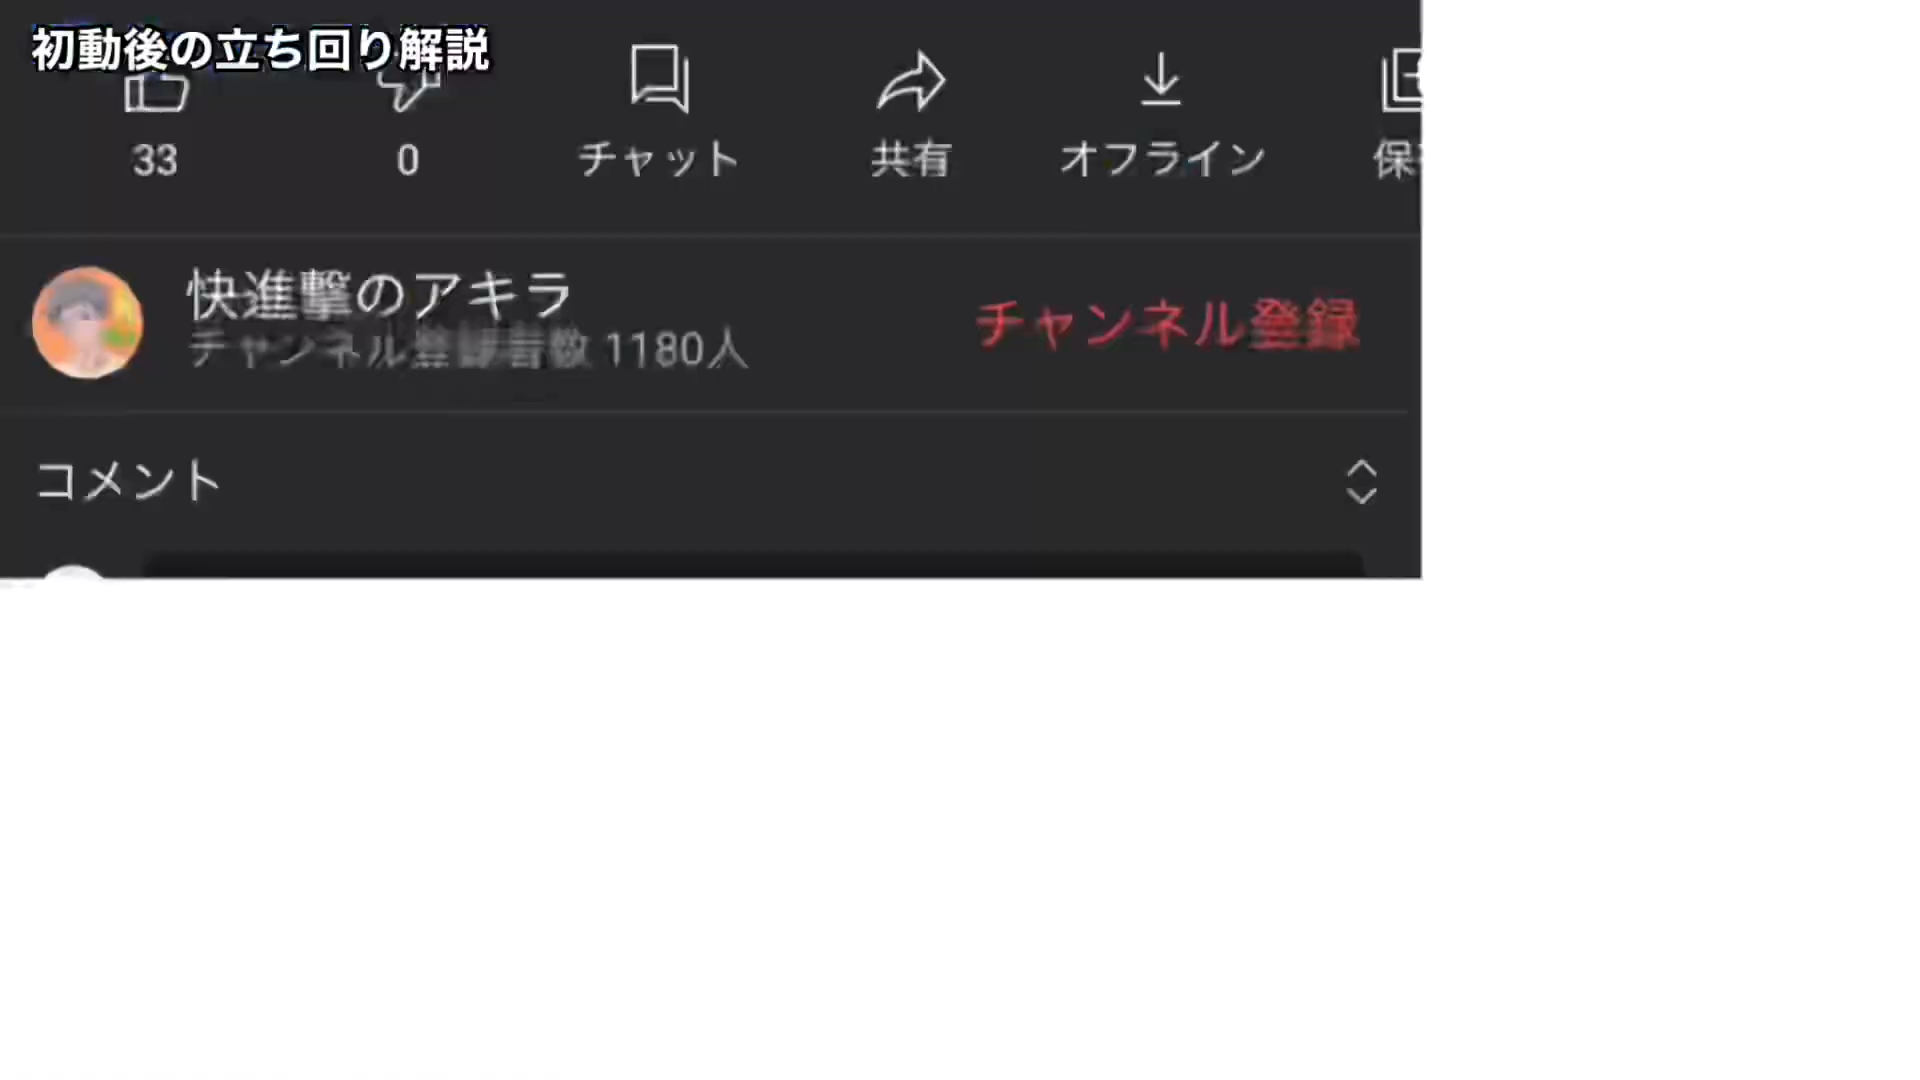 初動後の立ち回り解説
33
0
チャット
共有
オフライン
保
快進撃のアキラ
チャンネル登録者数 1180人
チャンネル登録
コメント